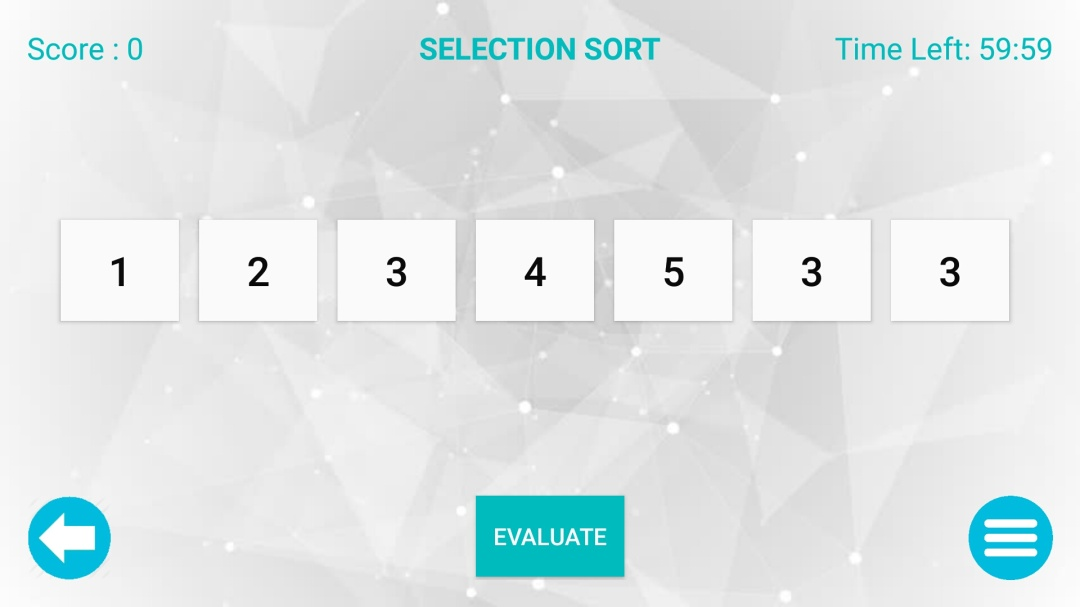 Score : 0
SELECTION SORT
Time Left: 59:59
1 2 3 4 5 3 3
EVALUATE